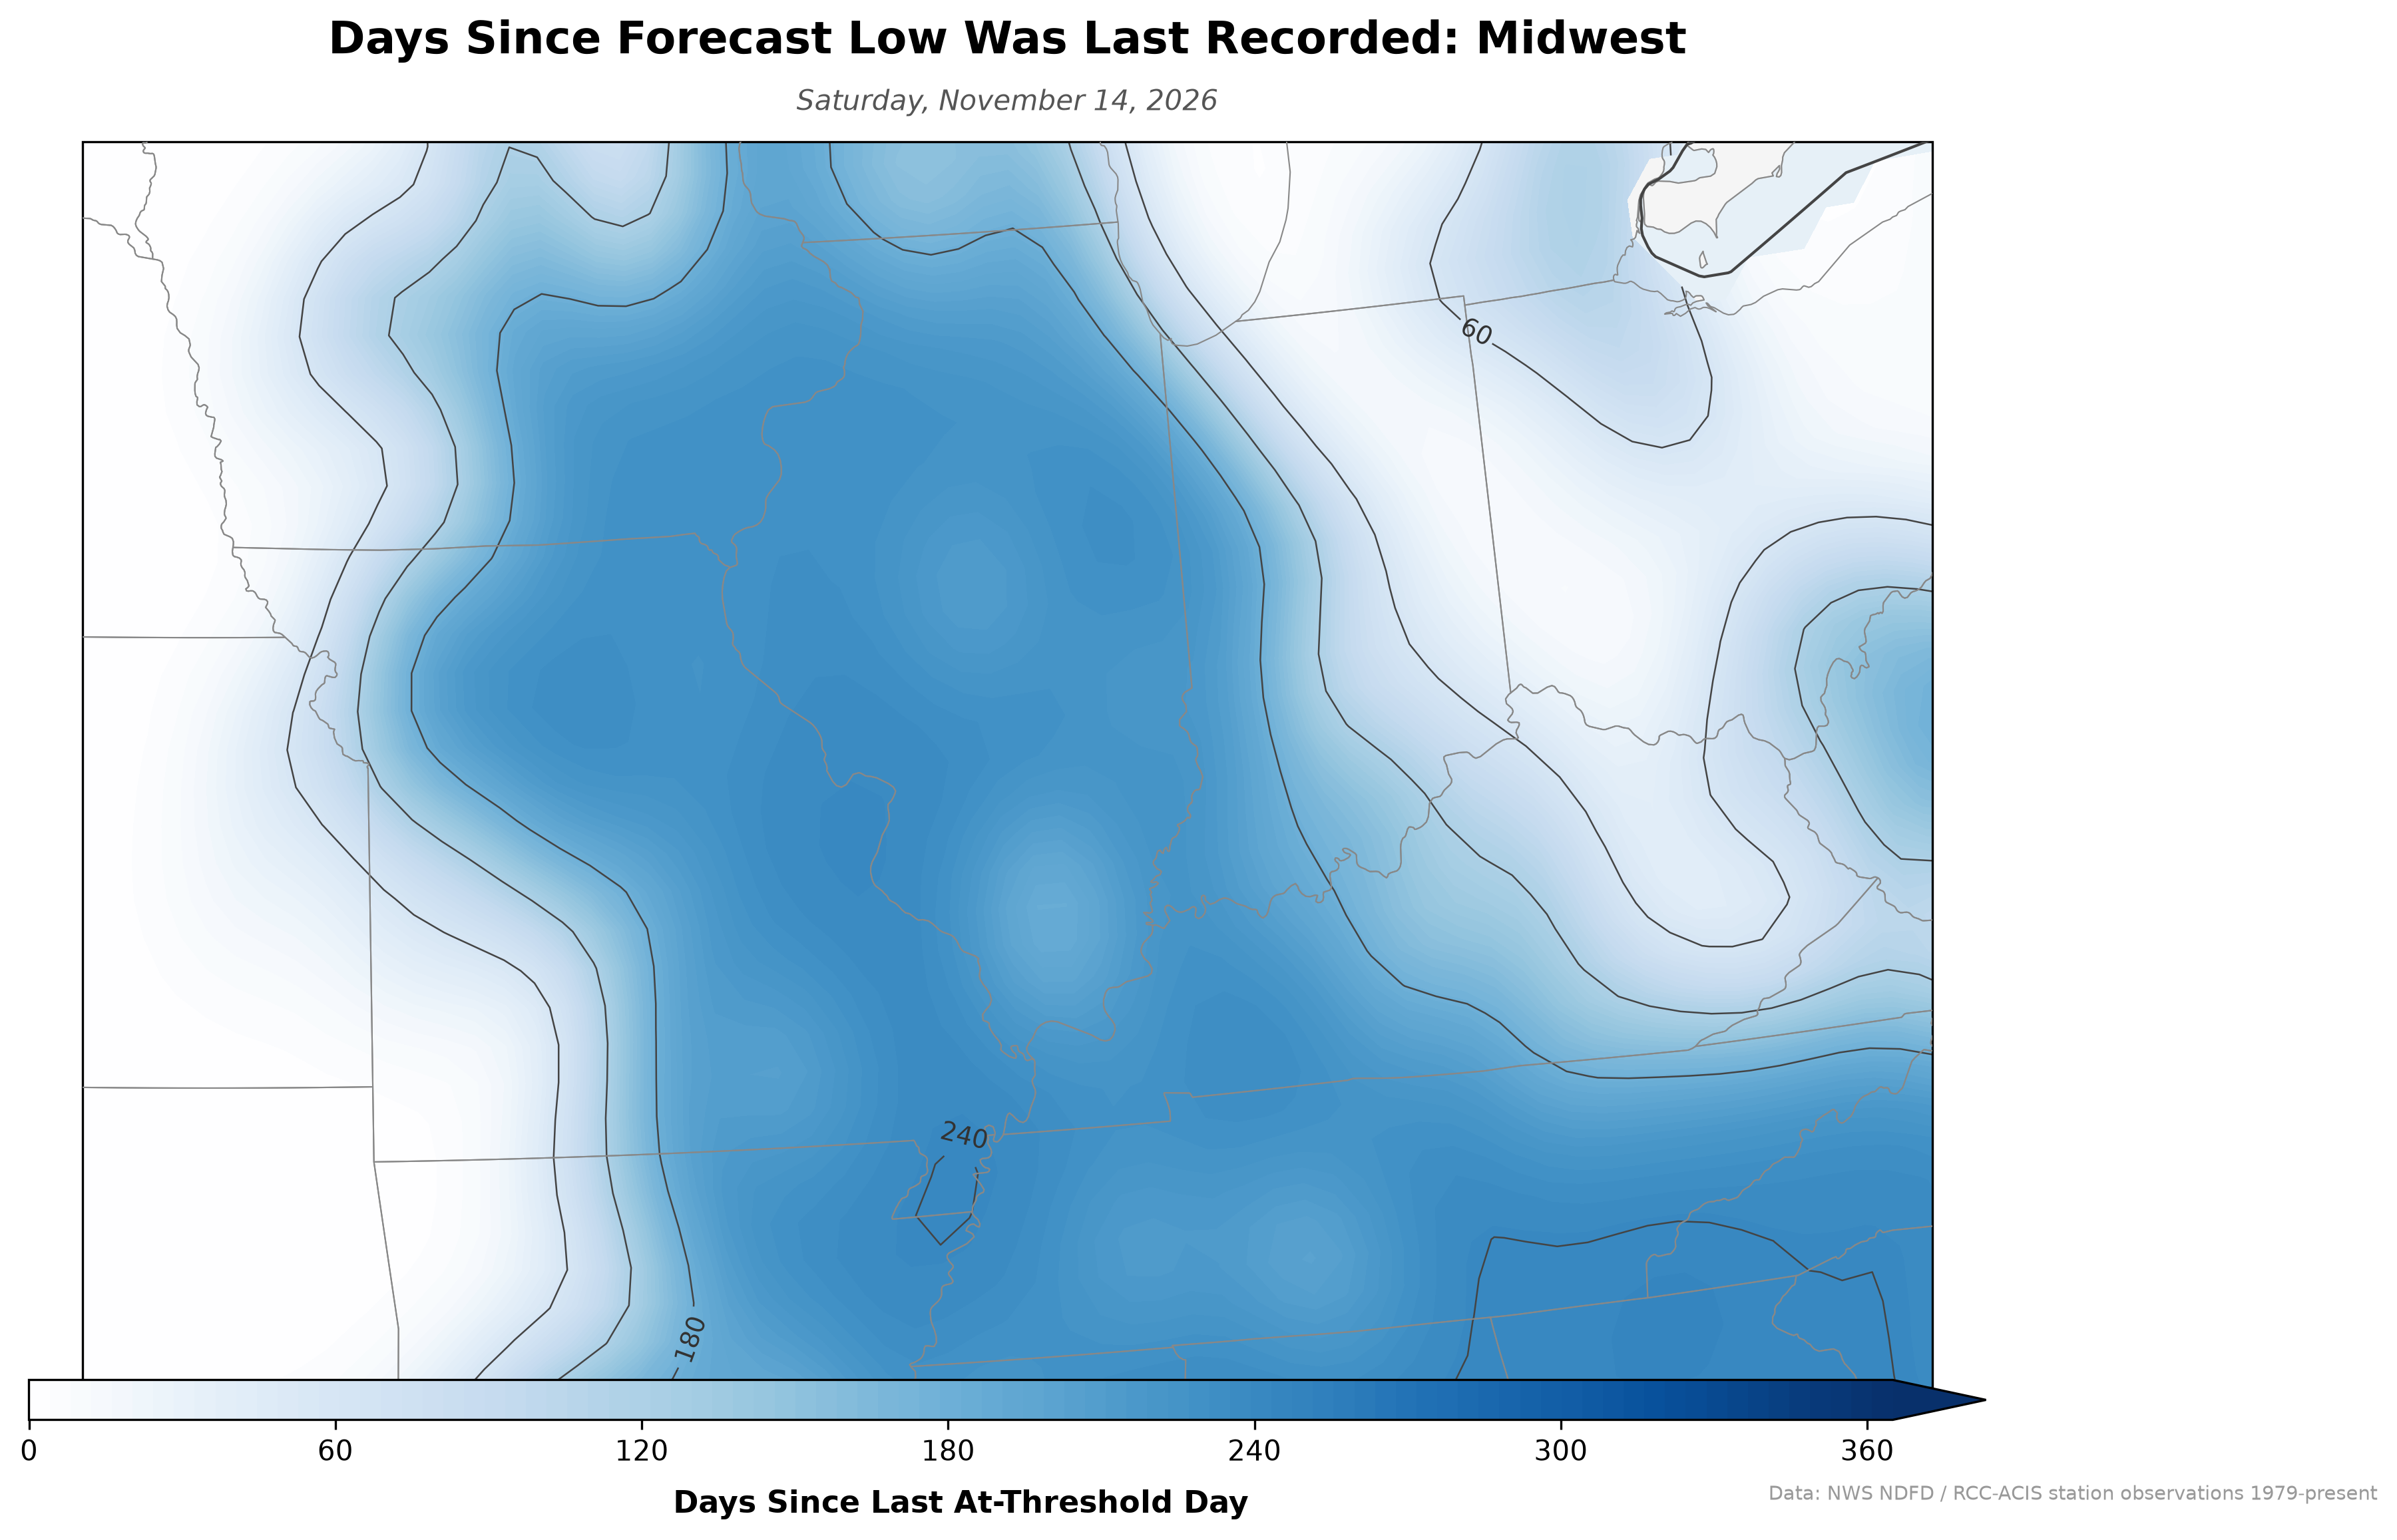 Days Since Forecast Low Was Last Recorded: Midwest
Saturday, November 14, 2026
60
240
180
0 60 120 180 240 300 360
Days Since Last At-Threshold Day
Data: NWS NDFD / RCC-ACIS station observations 1979-present